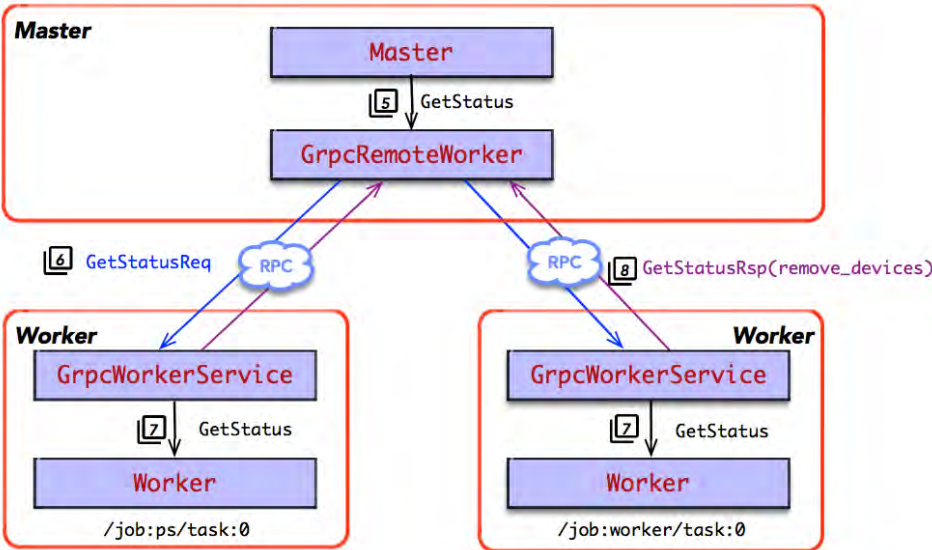 Master
Master
5 GetStatus
GrpcRemoteWorker
6 GetStatusReq
RPC
RPC
8 GetStatusRsp(remove_devices)
Worker
Worker
GrpcWorkerService
GrpcWorkerService
7 GetStatus
7 GetStatus
Worker
Worker
/job:ps/task:0
/job:worker/task:0